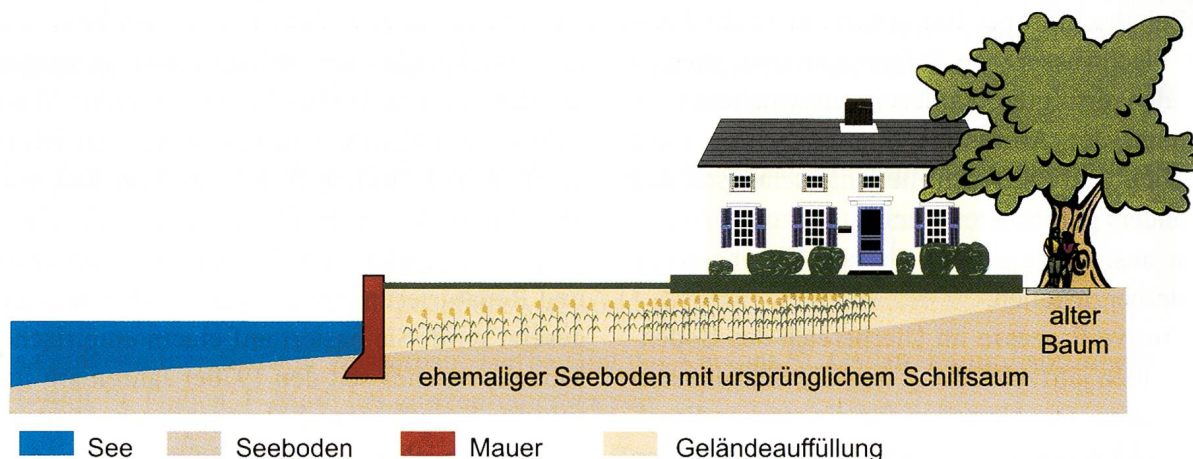 alter
Baum
ehemaliger Seeboden mit ursprünglichem Schilfsaum
See Seeboden Mauer Geländeauffüllung